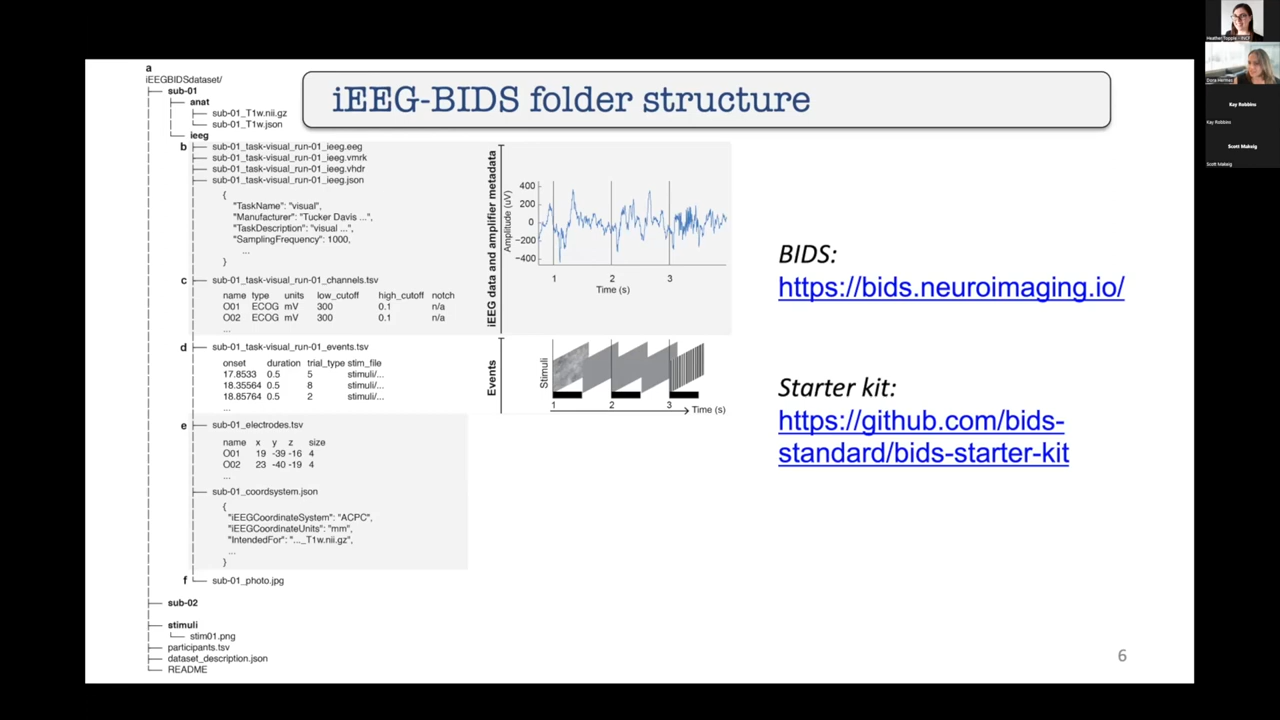 a
iEEGBIDSdataset/
sub-01
anat
sub-01_T1w.nii.gz
sub-01_T1w.json
ieeg
b
sub-01_task-visual_run-01_ieeg.eeg
sub-01_task-visual_run-01_ieeg.vmrk
sub-01_task-visual_run-01_ieeg.vhdr
sub-01_task-visual_run-01_ieeg.json
{
"TaskName": "visual",
"Manufacturer": "Tucker Davis ...",
"TaskDescription": "visual ...",
"SamplingFrequency": 1000,
...
}
c
sub-01_task-visual_run-01_channels.tsv
name type units low_cutoff high_cutoff notch
O01 ECOG mV 300 0.1 n/a
O02 ECOG mV 300 0.1 n/a
...
d
sub-01_task-visual_run-01_events.tsv
onset duration trial_type stim_file
17.8533 0.5 5 stimuli/...
18.35564 0.5 8 stimuli/...
18.85764 0.5 2 stimuli/...
...
e
sub-01_electrodes.tsv
name x y z size
O01 19 -39 -16 4
O02 23 -40 -19 4
...
sub-01_coordsystem.json
{
"iEEGCoordinateSystem": "ACPC",
"iEEGCoordinateUnits": "mm",
"IntendedFor": "..._T1w.nii.gz",
...
}
f
sub-01_photo.jpg
sub-02
stimuli
stim01.png
participants.tsv
dataset_description.json
README
iEEG-BIDS folder structure
iEEG data and amplifier metadata
Amplitude (uV)
400
200
0
−200
−400
1 2 3
Time (s)
Events
Stimuli
1 2 3
Time (s)
BIDS:
https://bids.neuroimaging.io/
Starter kit:
https://github.com/bids-
standard/bids-starter-kit
6
Heather Topple - INCF
Dora Hermes
Kay Robbins
Kay Robbins
Scott Makeig
Scott Makeig